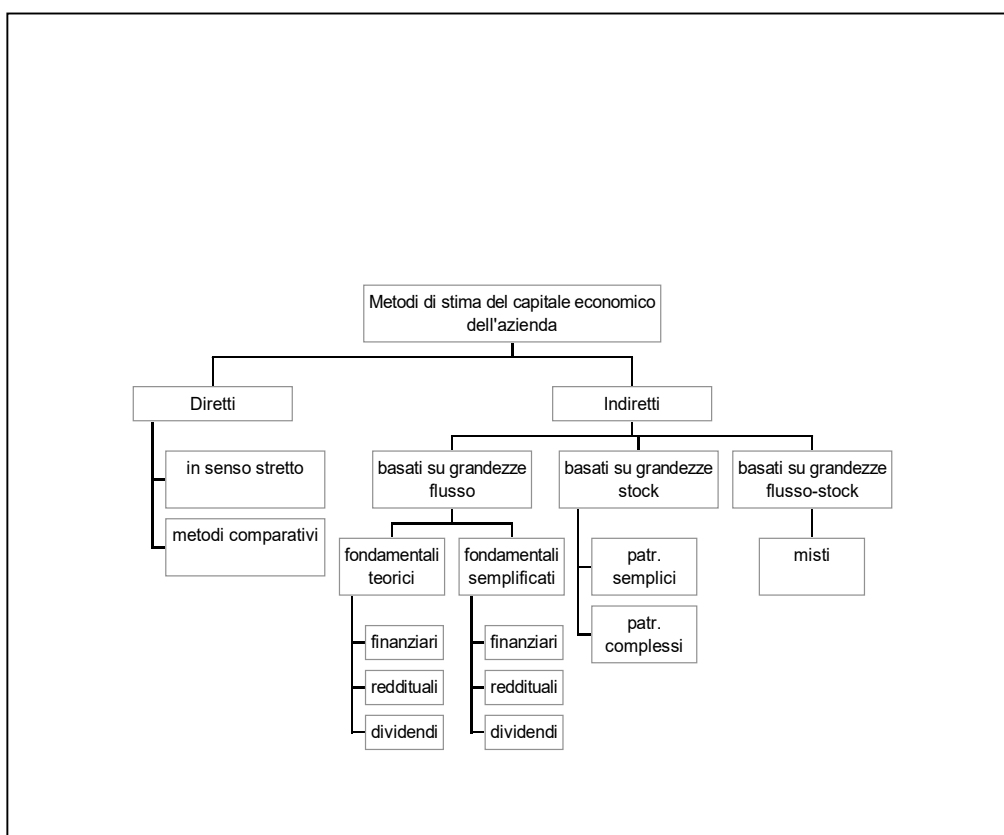 Metodi di stima del capitale economico
dell'azienda
Diretti
Indiretti
in senso stretto
metodi comparativi
basati su grandezze
flusso
basati su grandezze
stock
basati su grandezze
flusso-stock
fondamentali
teorici
fondamentali
semplificati
patr.
semplici
misti
patr.
complessi
finanziari
reddituali
dividendi
finanziari
reddituali
dividendi